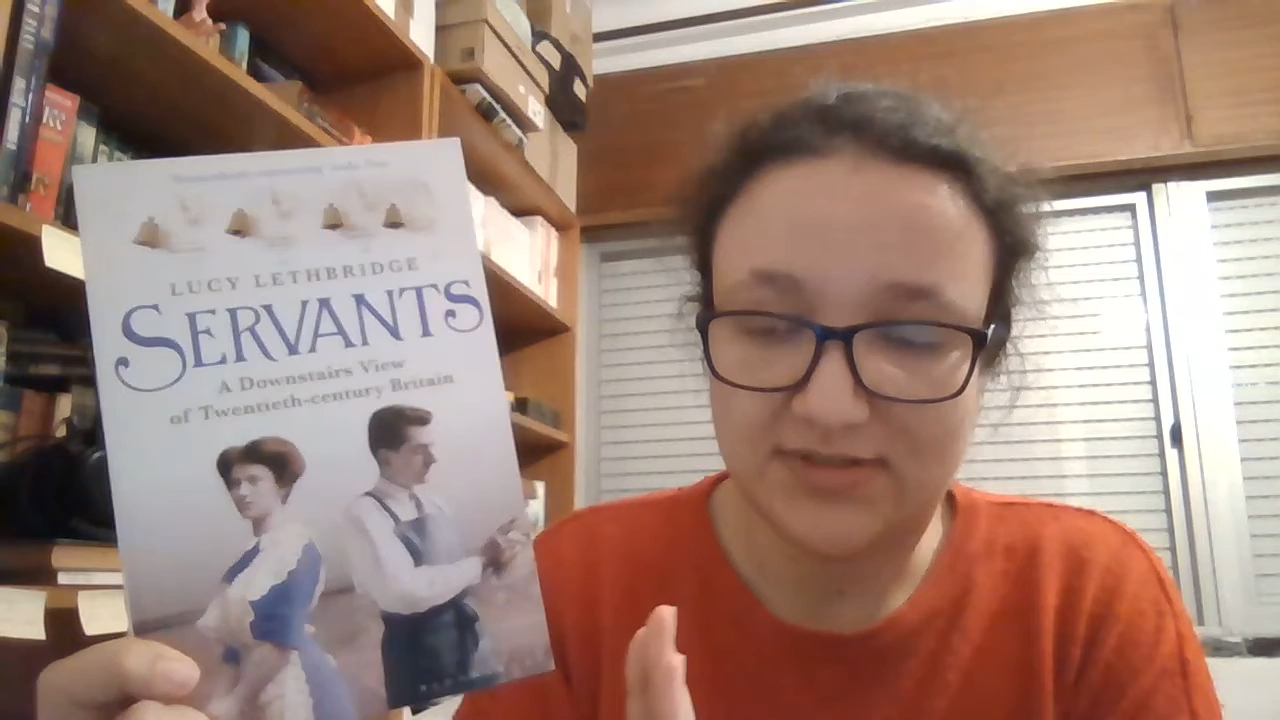 LUCY LETHBRIDGE
SERVANTS
A Downstairs View
of Twentieth-century Britain